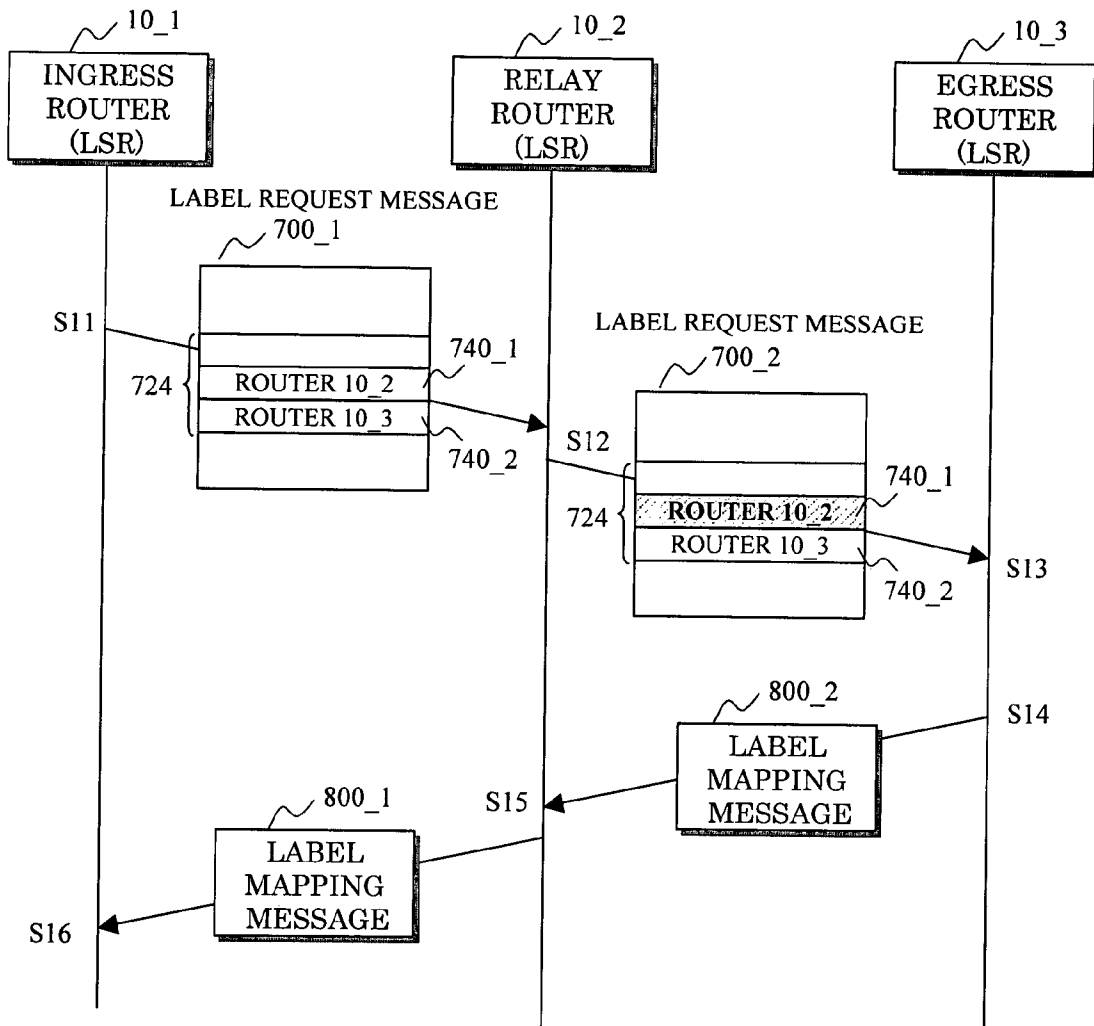 10_1
10_2
10_3
INGRESS
ROUTER
(LSR)
RELAY
ROUTER
(LSR)
EGRESS
ROUTER
(LSR)
LABEL REQUEST MESSAGE
700_1
S11
724
740_1
ROUTER 10_2
ROUTER 10_3
740_2
LABEL REQUEST MESSAGE
700_2
S12
724
740_1
ROUTER 10_2
ROUTER 10_3
740_2
S13
800_2
S14
LABEL
MAPPING
MESSAGE
S15
800_1
LABEL
MAPPING
MESSAGE
S16